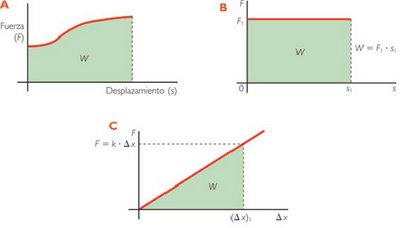 A
Fuerza
(F)
W
Desplazamiento (s)
B
F
F₁
W
W = F₁ · s₁
0
s₁
C
F
F = k · Δx
W
(Δx)₁
Δx